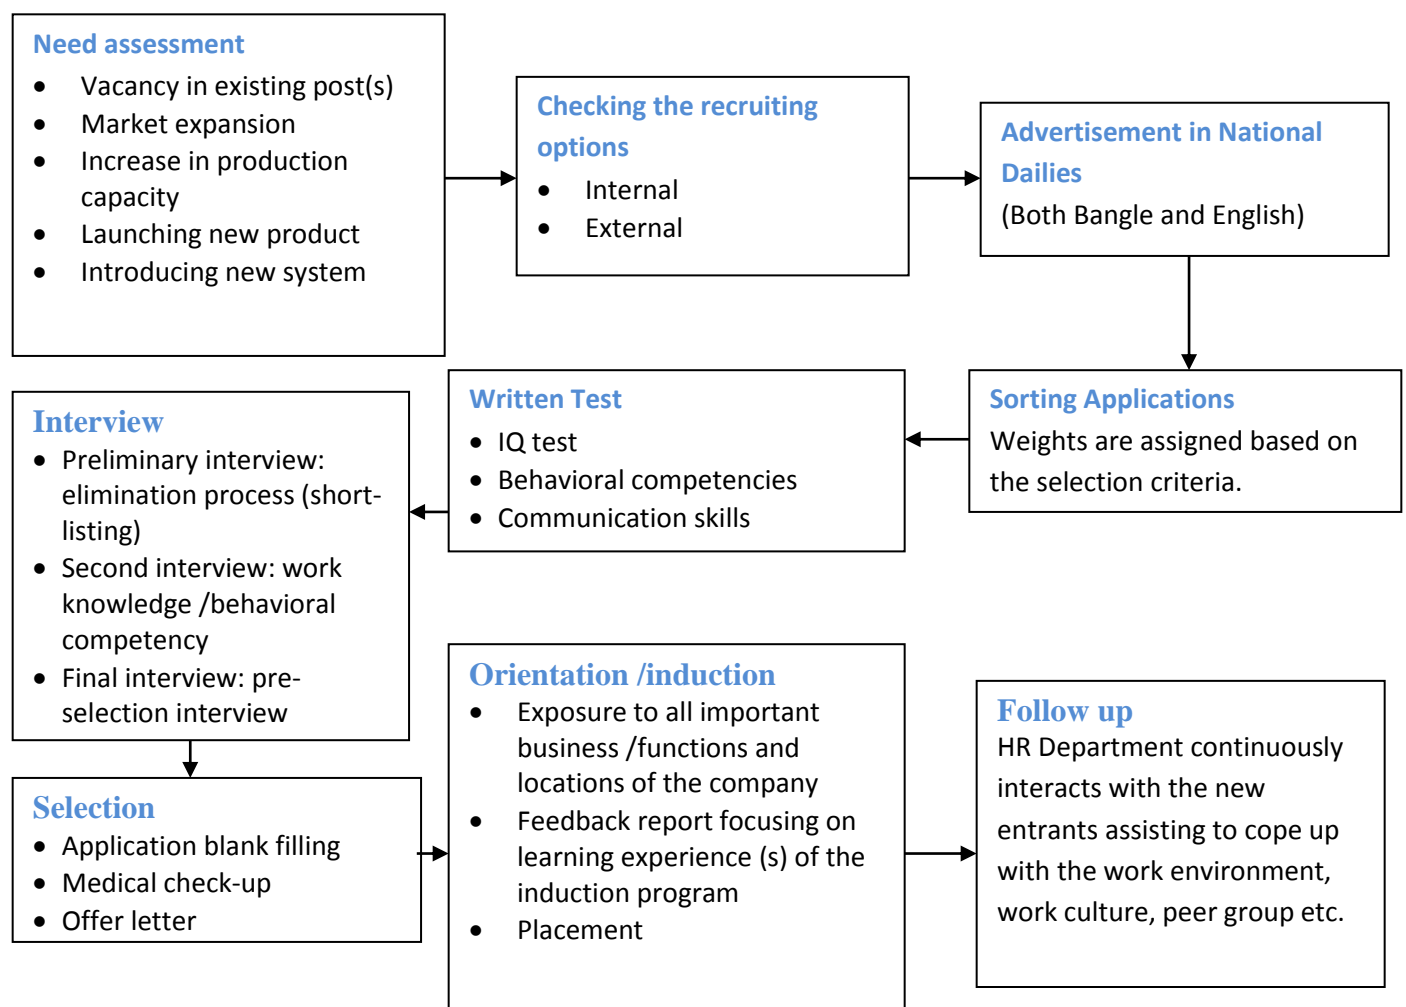 Need assessment
• Vacancy in existing post(s)
• Market expansion
• Increase in production
capacity
• Launching new product
• Introducing new system
Checking the recruiting
options
• Internal
• External
Advertisement in National
Dailies
(Both Bangle and English)
Sorting Applications
Weights are assigned based on
the selection criteria.
Written Test
• IQ test
• Behavioral competencies
• Communication skills
Interview
• Preliminary interview:
elimination process (short-
listing)
• Second interview: work
knowledge /behavioral
competency
• Final interview: pre-
selection interview
Selection
• Application blank filling
• Medical check-up
• Offer letter
Orientation /induction
• Exposure to all important
business /functions and
locations of the company
• Feedback report focusing on
learning experience (s) of the
induction program
• Placement
Follow up
HR Department continuously
interacts with the new
entrants assisting to cope up
with the work environment,
work culture, peer group etc.